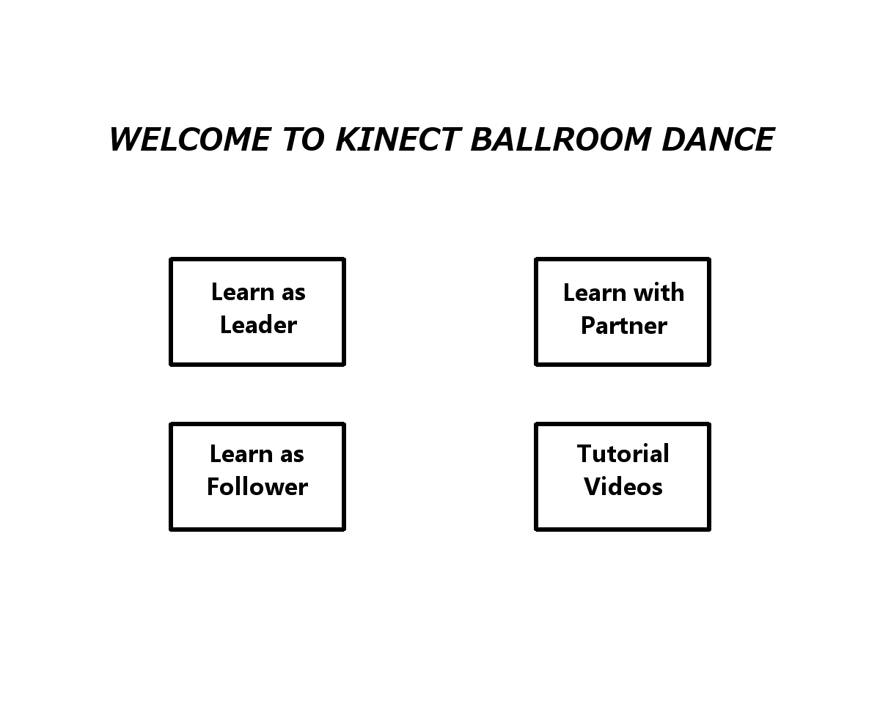 WELCOME TO KINECT BALLROOM DANCE
Learn as
Leader
Learn with
Partner
Learn as
Follower
Tutorial
Videos